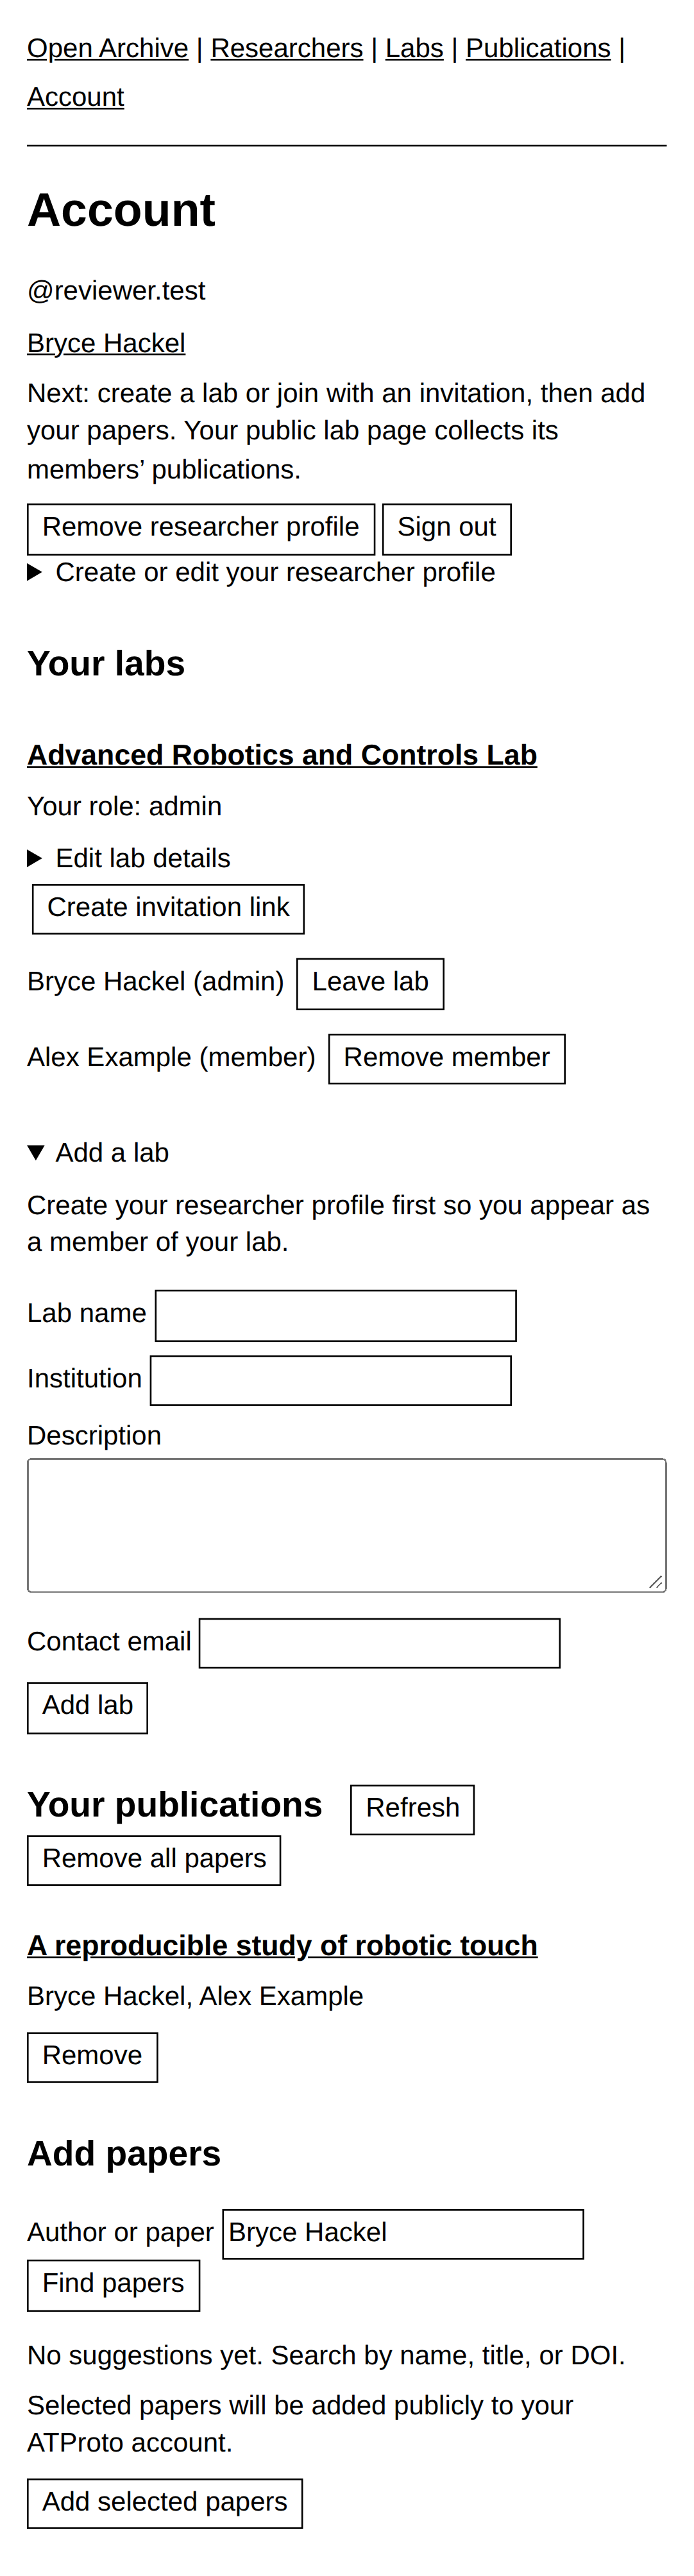 Open Archive | Researchers | Labs | Publications |
Account
Account
@reviewer.test
Bryce Hackel
Next: create a lab or join with an invitation, then add
your papers. Your public lab page collects its
members’ publications.
Remove researcher profile Sign out
Create or edit your researcher profile
Your labs
Advanced Robotics and Controls Lab
Your role: admin
Edit lab details
Create invitation link
Bryce Hackel (admin) Leave lab
Alex Example (member) Remove member
Add a lab
Create your researcher profile first so you appear as
a member of your lab.
Lab name
Institution
Description
Contact email
Add lab
Your publications Refresh
Remove all papers
A reproducible study of robotic touch
Bryce Hackel, Alex Example
Remove
Add papers
Author or paper Bryce Hackel
Find papers
No suggestions yet. Search by name, title, or DOI.
Selected papers will be added publicly to your
ATProto account.
Add selected papers